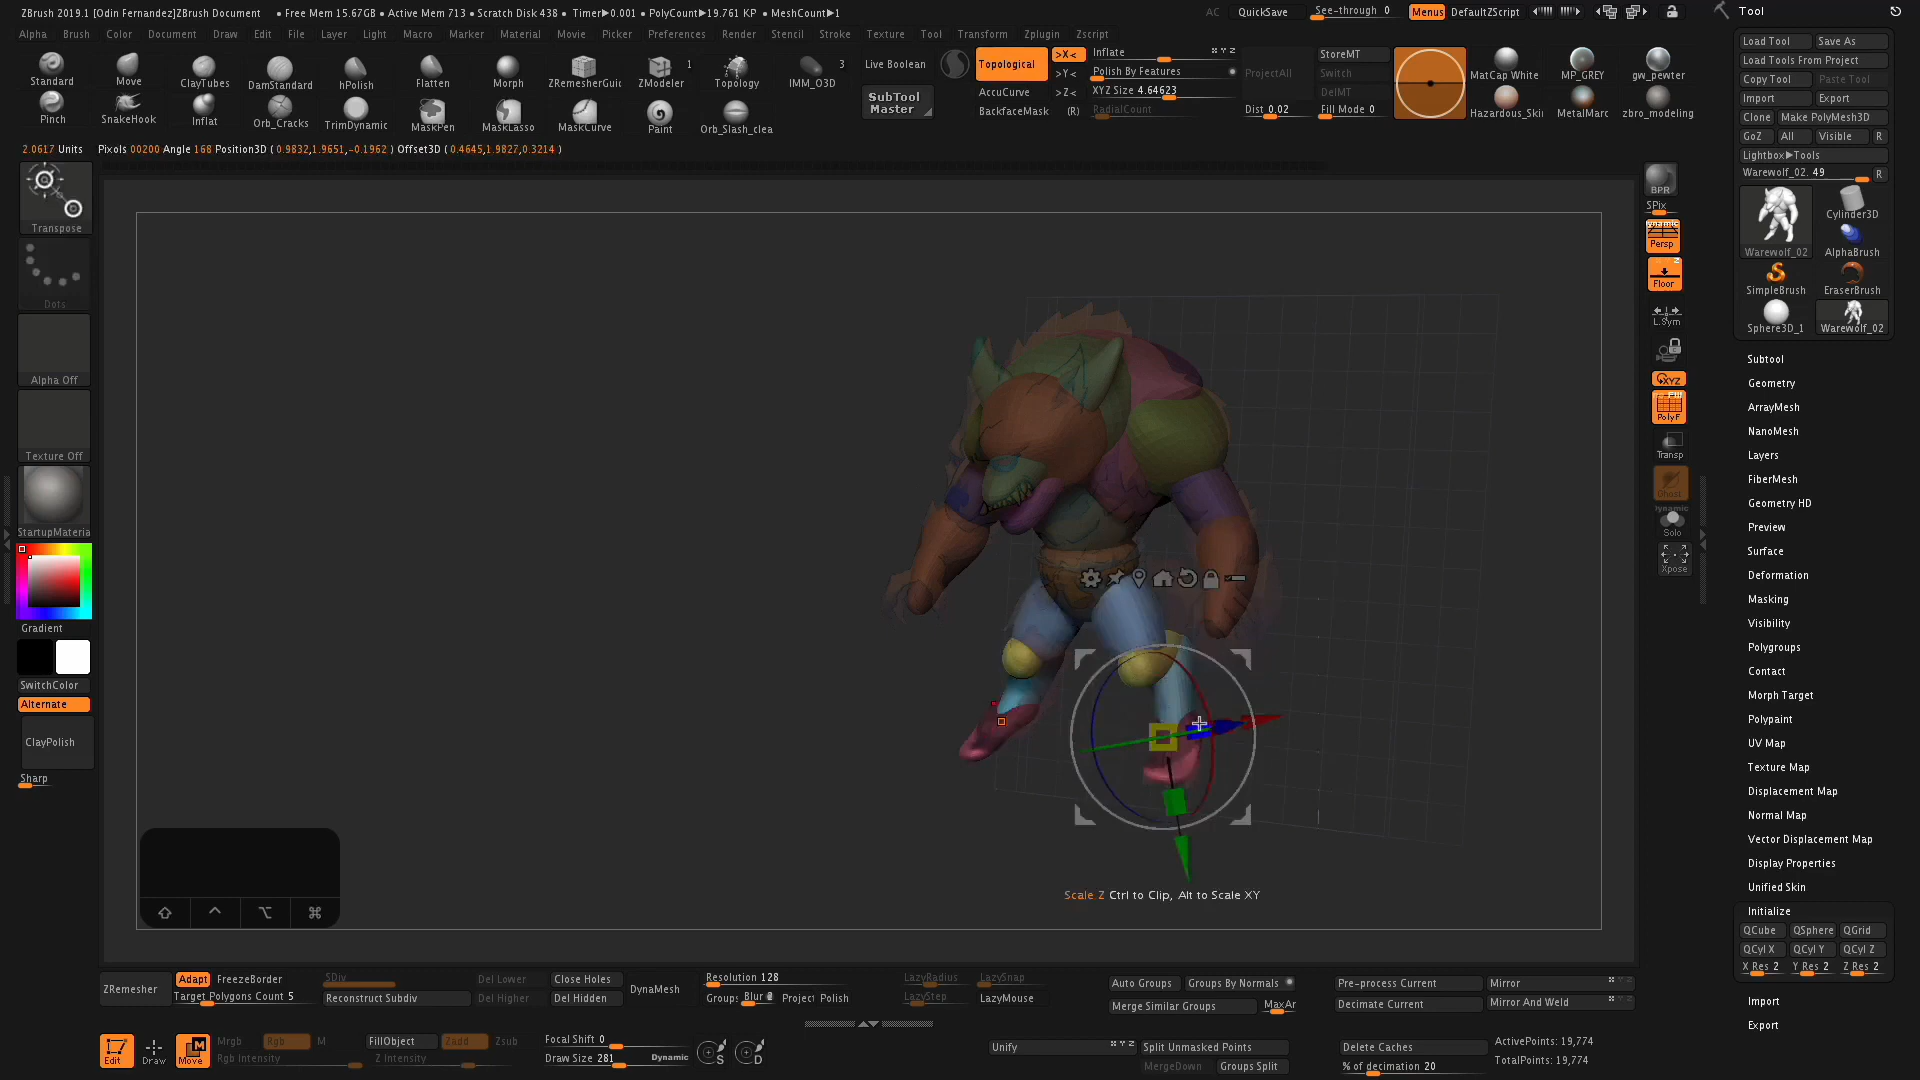 ZBrush 2019.1 [Odin Fernandez]ZBrush Document • Free Mem 15.67GB • Active Mem 713 • Scratch Disk 438 • Timer▶0.001 • PolyCount▶19.761 KP • MeshCount▶1
AC QuickSave See-through 0 Menus DefaultZScript
Tool
Alpha Brush Color Document Draw Edit File Layer Light Macro Marker Material Movie Picker Preferences Render Stencil Stroke Texture Tool Transform Zplugin Zscript
Load Tool Save As
Load Tools From Project
Copy Tool Paste Tool
Import Export
Clone Make PolyMesh3D
GoZ All Visible R
Lightbox▶Tools
Warewolf_02. 49 R
Standard Move ClayTubes DamStandard hPolish Flatten Morph ZRemesherGuid ZModeler 1 Topology IMM_O3D 3
Pinch SnakeHook Inflat Orb_Cracks TrimDynamic MaskPen MaskLasso MaskCurve Paint Orb_Slash_clea
Live Boolean
SubTool Master
Topological
AccuCurve
BackfaceMask (R)
>X<
>Y<
>Z<
Inflate
Polish By Features
XYZ Size 4.64623
RadialCount
ProjectAll
Dist 0.02
StoreMT
Switch
DelMT
Fill Mode 0
MatCap White MP_GREY gw_pewter
Hazardous_Skin MetalMarc zbro_modeling
2.0617 Units Pixols 00200 Angle 168 Position3D ( 0.9832,1.9651,-0.1962 ) Offset3D ( 0.4645,1.9827,0.3214 )
Transpose
Dots
Alpha Off
Texture Off
StartupMateria
Gradient
SwitchColor
Alternate
ClayPolish
Sharp
BPR
SPix
Dynamic
Persp
Floor
L.Sym
XYZ
PolyF
Transp
Ghost
Dynamic
Solo
Xpose
Warewolf_02 Cylinder3D
AlphaBrush
SimpleBrush EraserBrush
Sphere3D_1 Warewolf_02
Subtool
Geometry
ArrayMesh
NanoMesh
Layers
FiberMesh
Geometry HD
Preview
Surface
Deformation
Masking
Visibility
Polygroups
Contact
Morph Target
Polypaint
UV Map
Texture Map
Displacement Map
Normal Map
Vector Displacement Map
Display Properties
Unified Skin
Initialize
QCube QSphere QGrid
QCyl X QCyl Y QCyl Z
X Res 2 Y Res 2 Z Res 2
Import
Export
Scale Z Ctrl to Clip, Alt to Scale XY
ZRemesher
Adapt FreezeBorder
Target Polygons Count 5
SDiv
Reconstruct Subdiv
Del Lower
Del Higher
Close Holes
Del Hidden
DynaMesh
Resolution 128
Groups Blur Project Polish
LazyRadius LazySnap
LazyStep LazyMouse
Auto Groups Groups By Normals
Merge Similar Groups MaxAr
Pre-process Current
Decimate Current
Mirror
Mirror And Weld
Edit Draw Move
Mrgb Rgb M
Rgb Intensity
FillObject Zadd Zsub
Z Intensity
Focal Shift 0
Draw Size 281 Dynamic
S D
Unify
Split Unmasked Points
MergeDown Groups Split
Delete Caches
% of decimation 20
ActivePoints: 19,774
TotalPoints: 19,774